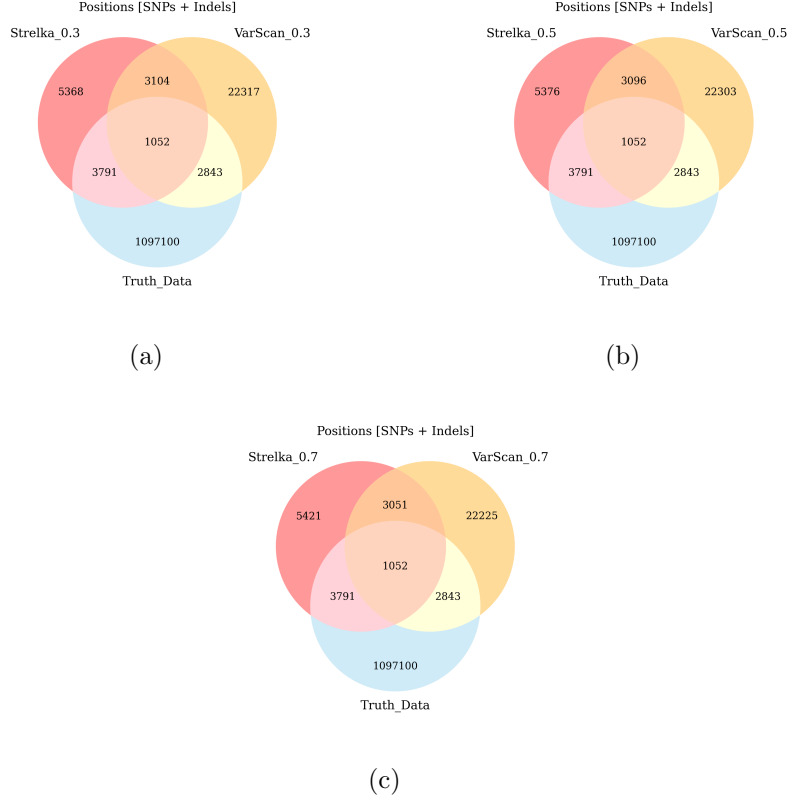 Positions [SNPs + Indels]
Strelka_0.3
VarScan_0.3
3104
5368
22317
1052
3791
2843
1097100
Truth_Data
(a)
Positions [SNPs + Indels]
Strelka_0.5
VarScan_0.5
3096
5376
22303
1052
3791
2843
1097100
Truth_Data
(b)
Positions [SNPs + Indels]
Strelka_0.7
VarScan_0.7
3051
5421
22225
1052
3791
2843
1097100
Truth_Data
(c)